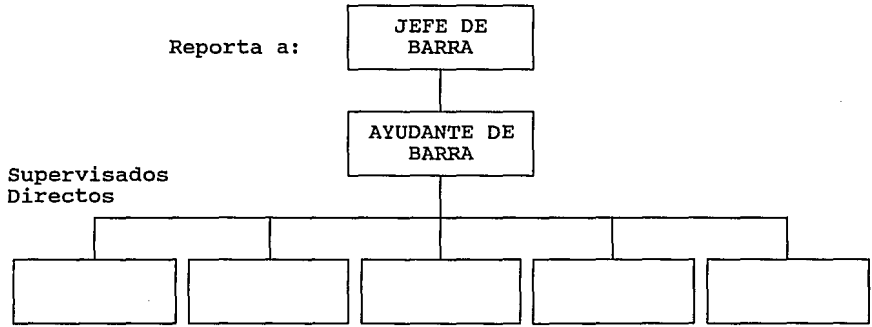 JEFE DE
BARRA
Reporta a:
AYUDANTE DE
BARRA
Supervisados
Directos